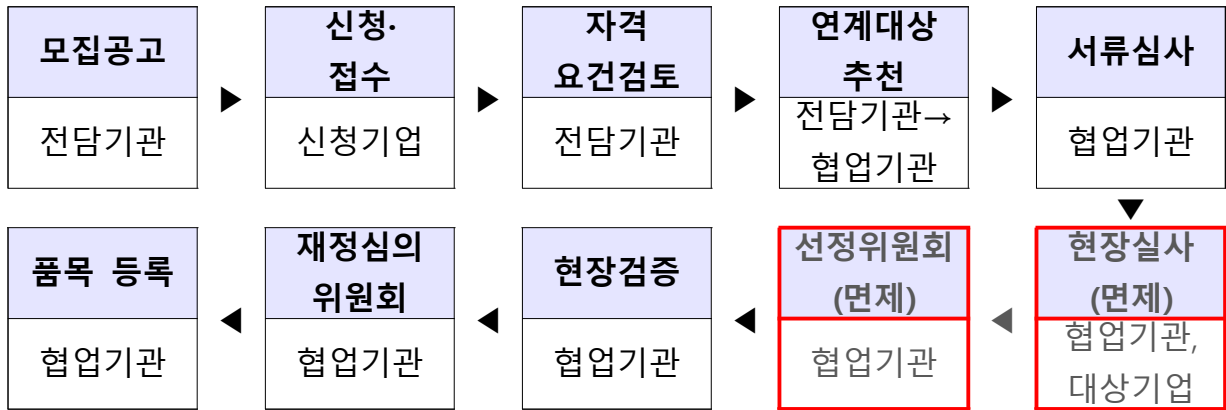 모집공고
전담기관
▶
신청·
접수
신청기업
▶
자격
요건검토
전담기관
▶
연계대상
추천
전담기관→
협업기관
▶
서류심사
협업기관
▼
현장실사
(면제)
협업기관,
대상기업
◀
선정위원회
(면제)
협업기관
◀
현장검증
협업기관
◀
재정심의
위원회
협업기관
◀
품목 등록
협업기관